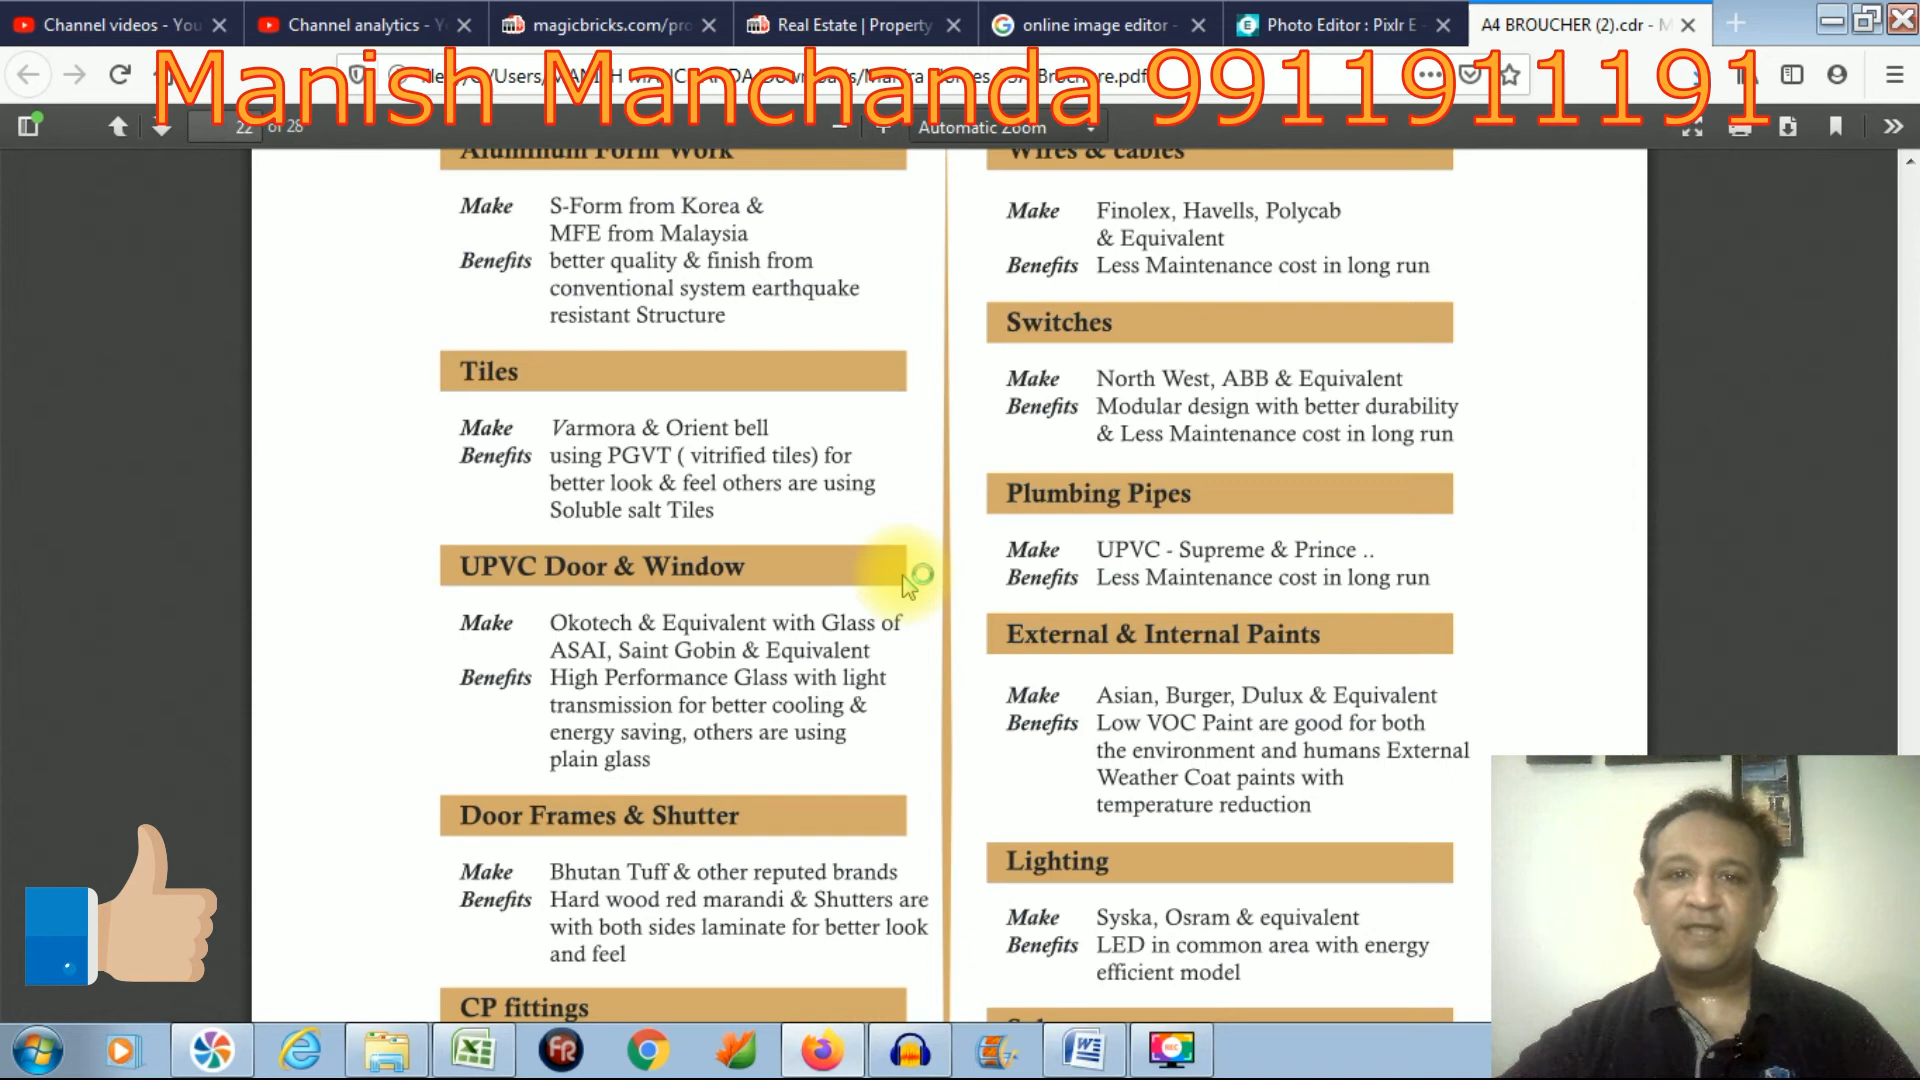 Channel videos - You
Channel analytics - Y
magicbricks.com/pro
Real Estate | Property
online image editor -
Photo Editor : Pixlr E -
A4 BROUCHER (2).cdr - M
Manish Manchanda 9911911191
22 of 28
Automatic Zoom
Aluminum Form Work
Make S-Form from Korea &
MFE from Malaysia
Benefits better quality & finish from
conventional system earthquake
resistant Structure
Tiles
Make Varmora & Orient bell
Benefits using PGVT ( vitrified tiles) for
better look & feel others are using
Soluble salt Tiles
UPVC Door & Window
Make Okotech & Equivalent with Glass of
ASAI, Saint Gobin & Equivalent
Benefits High Performance Glass with light
transmission for better cooling &
energy saving, others are using
plain glass
Door Frames & Shutter
Make Bhutan Tuff & other reputed brands
Benefits Hard wood red marandi & Shutters are
with both sides laminate for better look
and feel
CP fittings
Wires & cables
Make Finolex, Havells, Polycab
& Equivalent
Benefits Less Maintenance cost in long run
Switches
Make North West, ABB & Equivalent
Benefits Modular design with better durability
& Less Maintenance cost in long run
Plumbing Pipes
Make UPVC - Supreme & Prince ..
Benefits Less Maintenance cost in long run
External & Internal Paints
Make Asian, Burger, Dulux & Equivalent
Benefits Low VOC Paint are good for both
the environment and humans External
Weather Coat paints with
temperature reduction
Lighting
Make Syska, Osram & equivalent
Benefits LED in common area with energy
efficient model